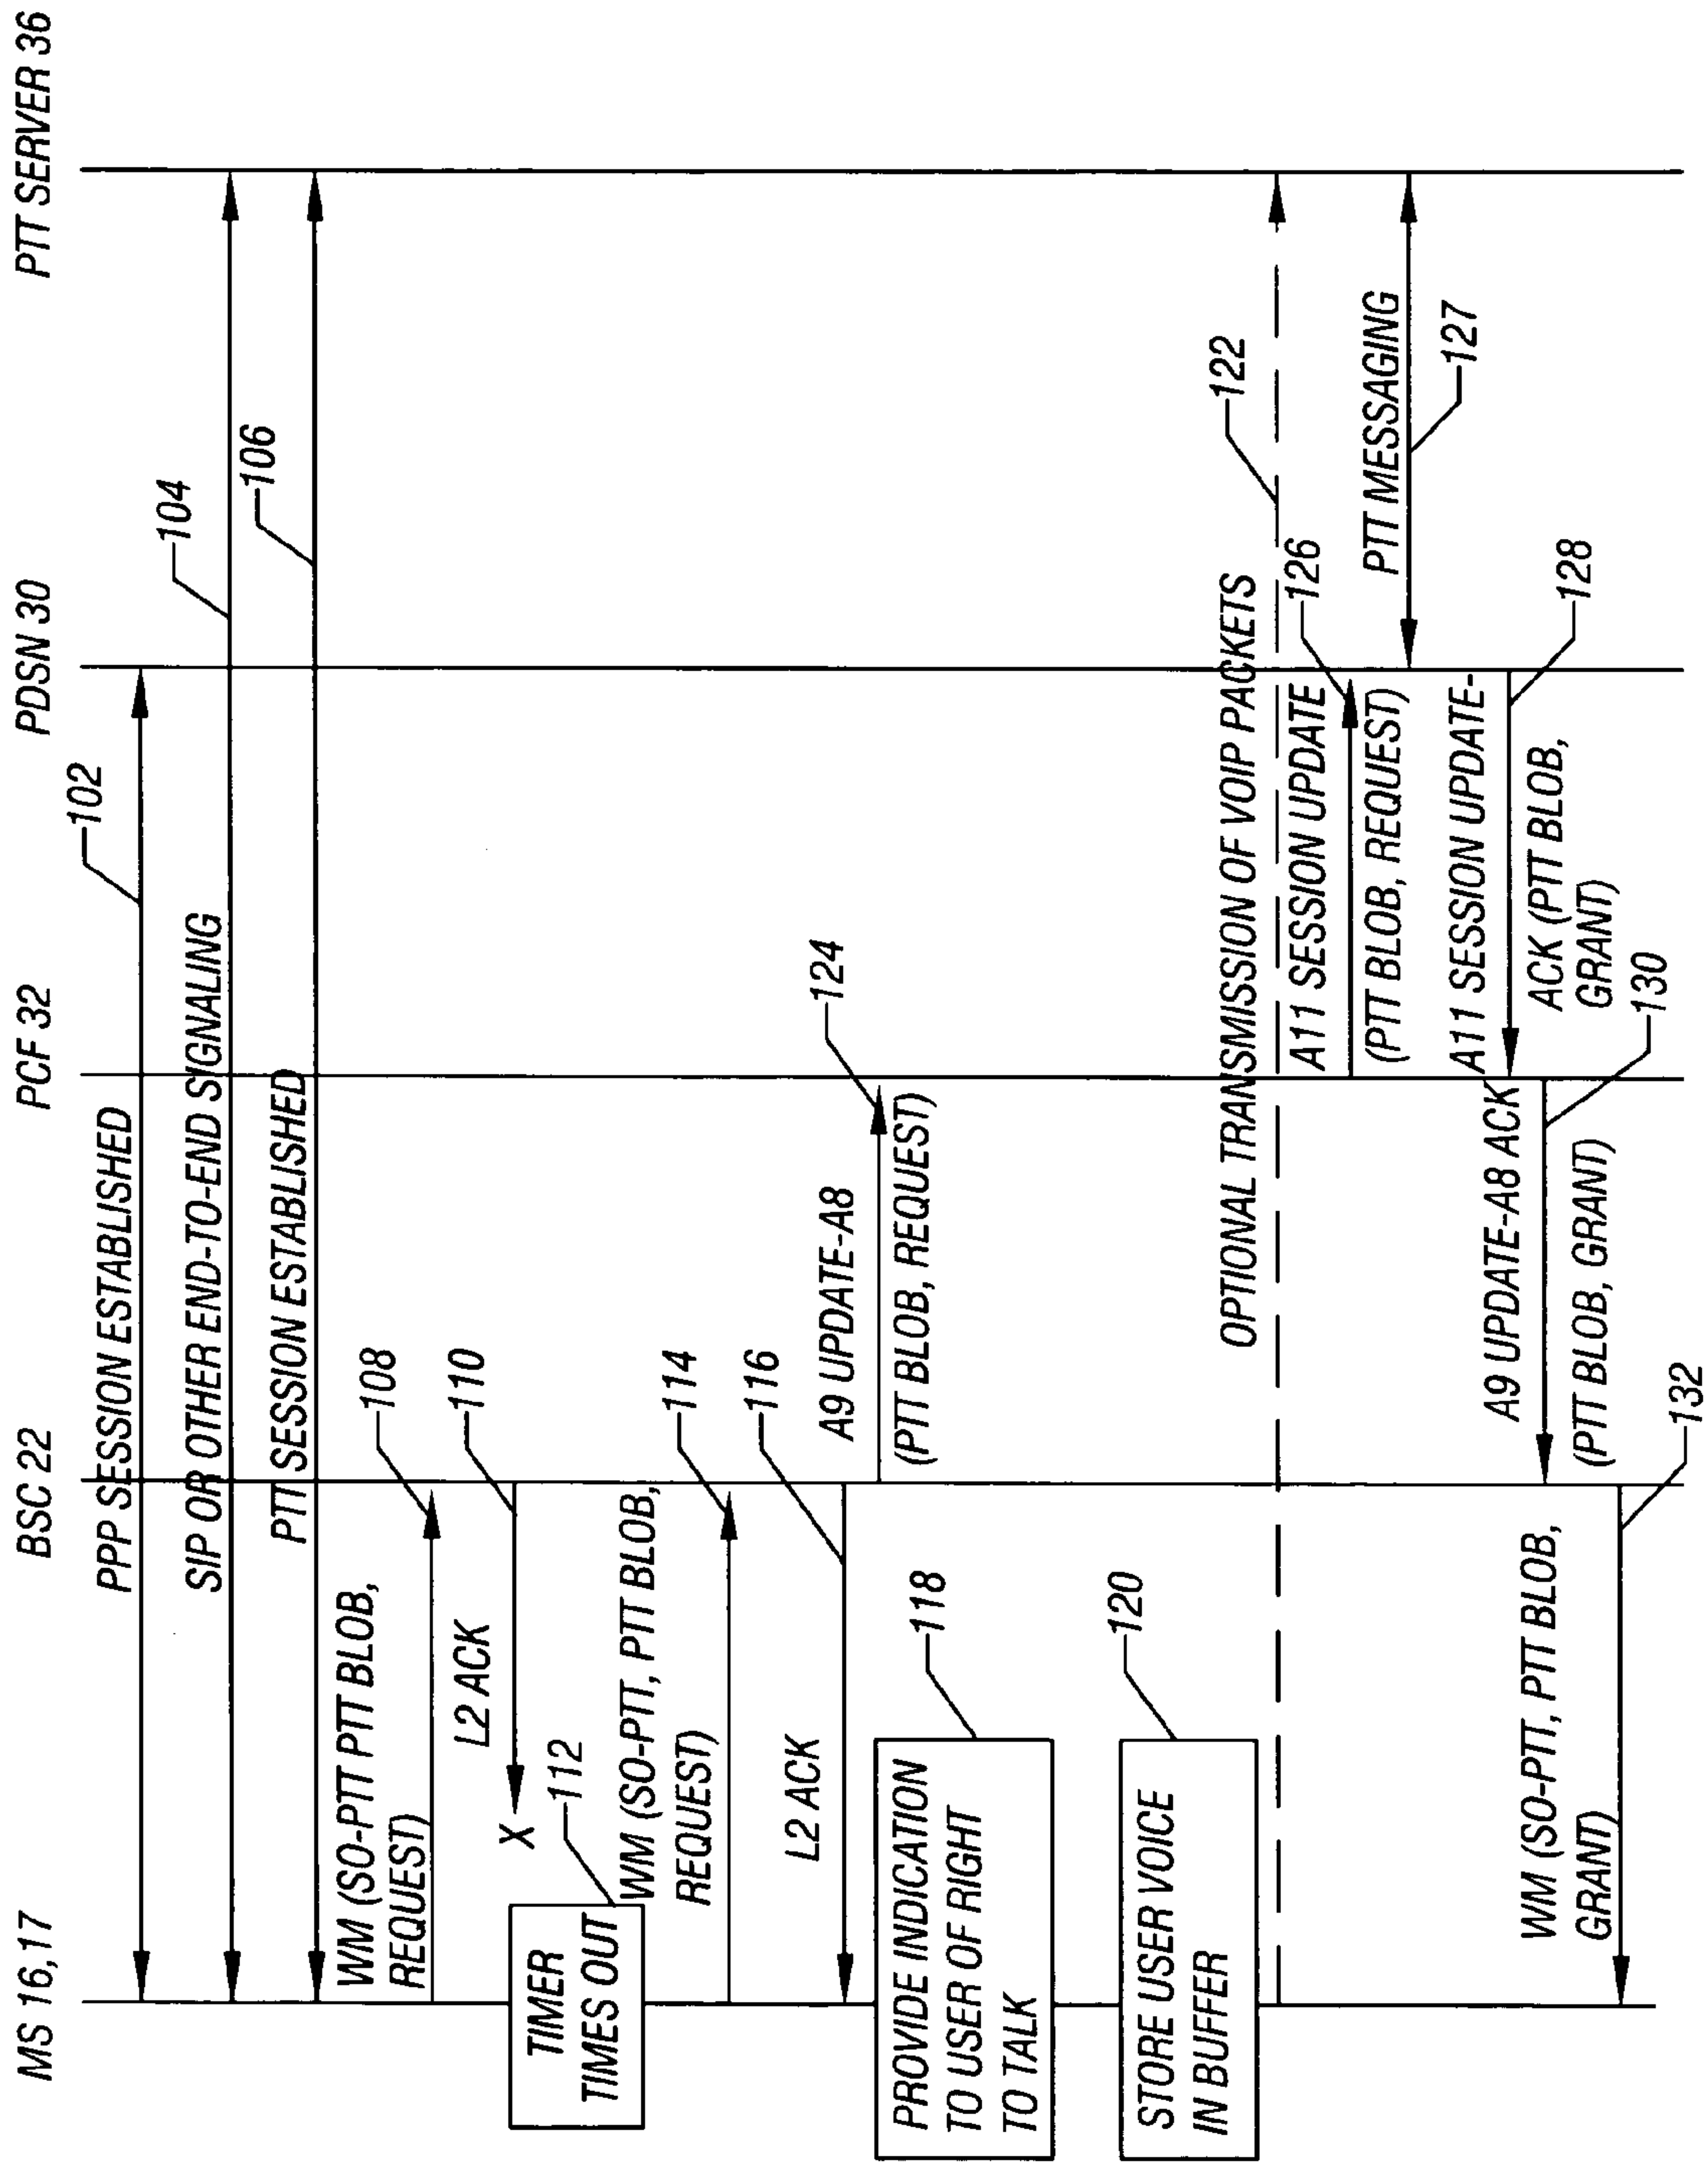 MS 16,17
BSC 22
PCF 32
PDSN 30
PTT SERVER 36
PPP SESSION ESTABLISHED
102
SIP OR OTHER END-TO-END SIGNALING
104
PTT SESSION ESTABLISHED
106
WM (SO-PTT PTT BLOB,
REQUEST)
108
L2 ACK
110
X
TIMER
TIMES OUT
112
WM (SO-PTT, PTT BLOB,
REQUEST)
114
L2 ACK
116
A9 UPDATE-A8
(PTT BLOB, REQUEST)
124
PROVIDE INDICATION
TO USER OF RIGHT
TO TALK
118
STORE USER VOICE
IN BUFFER
120
OPTIONAL TRANSMISSION OF VOIP PACKETS
122
A11 SESSION UPDATE
(PTT BLOB, REQUEST)
126
PTT MESSAGING
127
A11 SESSION UPDATE-
ACK (PTT BLOB,
GRANT)
128
A9 UPDATE-A8 ACK
(PTT BLOB, GRANT)
130
WM (SO-PTT, PTT BLOB,
GRANT)
132